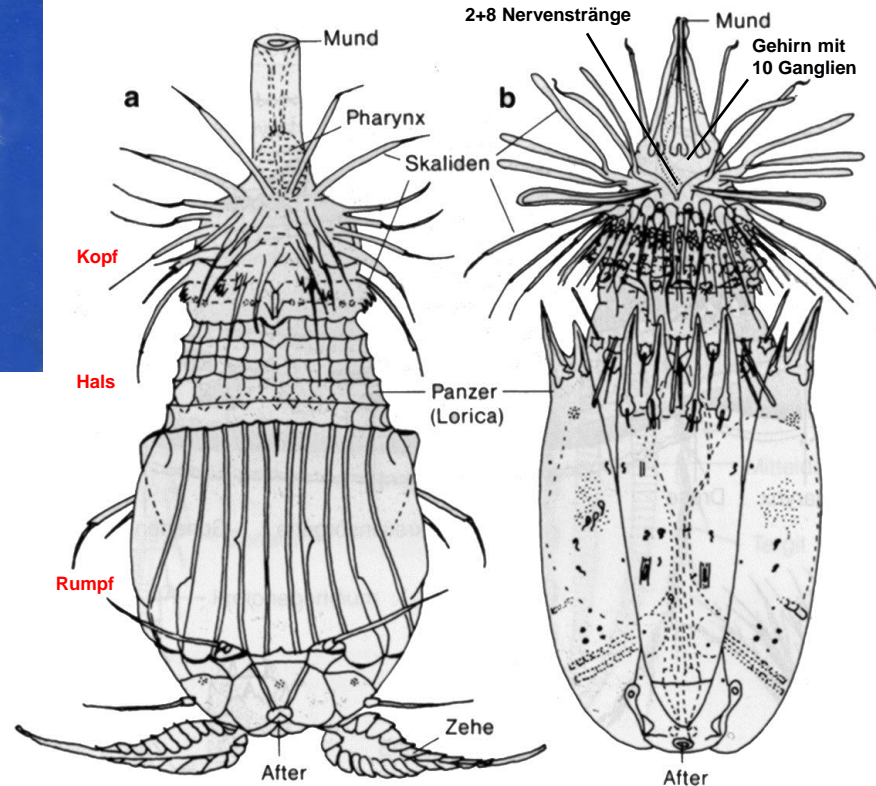 2+8 Nervenstränge
Mund
Mund
Gehirn mit
10 Ganglien
a
b
Pharynx
Skaliden
Kopf
Hals
Panzer
(Lorica)
Rumpf
Zehe
After
After